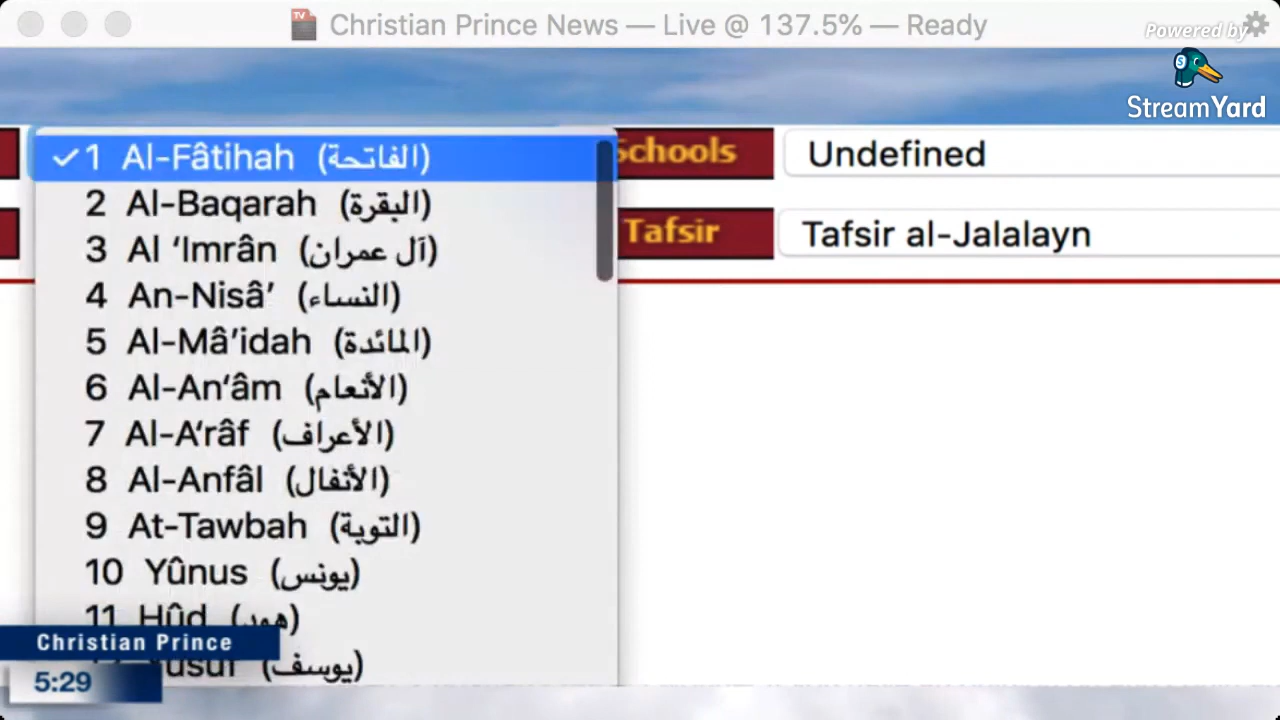 Christian Prince News — Live @ 137.5% — Ready
Powered by
StreamYard
1 Al-Fâtihah (الفاتحة)
2 Al-Baqarah (البقرة)
3 Al ‘Imrân (آل عمران)
4 An-Nisâ’ (النساء)
5 Al-Mâ’idah (المائدة)
6 Al-An‘âm (الأنعام)
7 Al-A‘râf (الأعراف)
8 Al-Anfâl (الأنفال)
9 At-Tawbah (التوبة)
10 Yûnus (يونس)
11 Hûd (هود)
(يوسف)
Schools
Undefined
Tafsir
Tafsir al-Jalalayn
Christian Prince
5:29